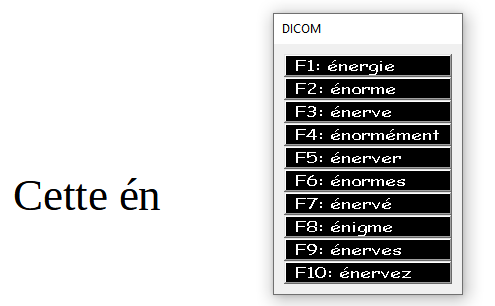 DICOM
F1: énergie
F2: énorme
F3: énerve
F4: énormément
F5: énerver
F6: énormes
F7: énervé
F8: énigme
F9: énerves
F10: énervez
Cette én